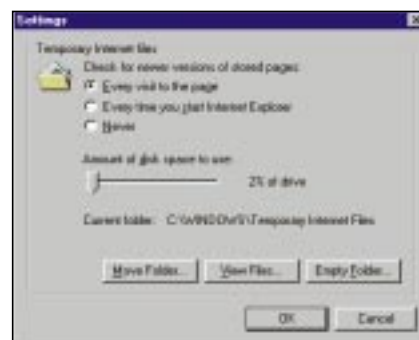 Settings
Temporary Internet files
Check for newer versions of stored pages:
Every visit to the page
Every time you start Internet Explorer
Never
Amount of disk space to use:
2% of drive
Current folder: C:\WINDOWS\Temporary Internet Files
Move Folder... View Files... Empty Folder...
OK Cancel